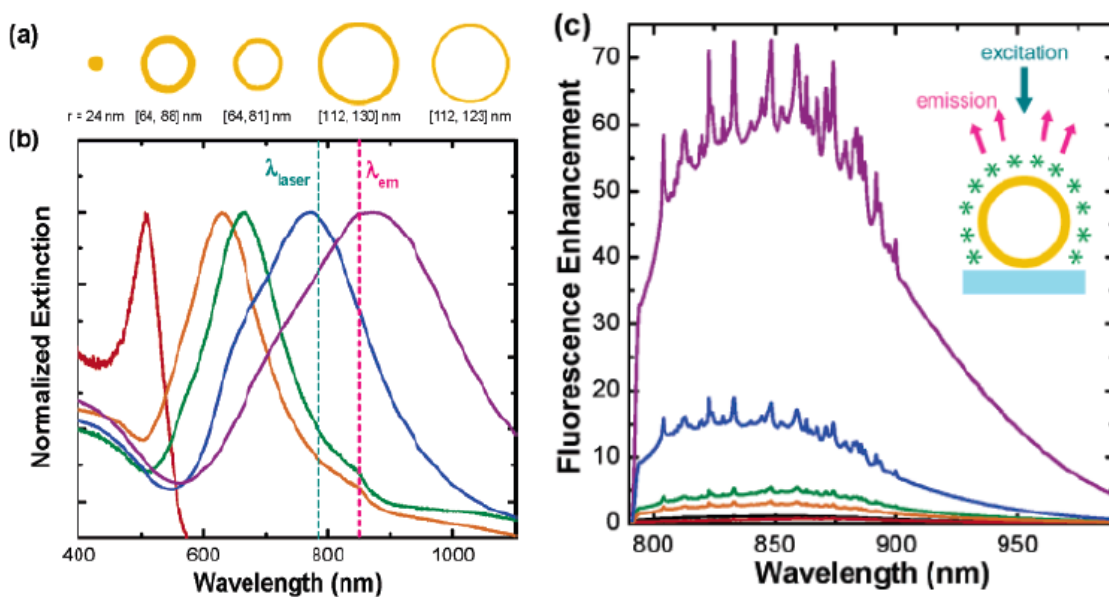 (a)
r = 24 nm [64, 88] nm [64,81] nm [112, 130] nm [112, 123] nm
(b)
λlaser λem
Normalized Extinction
400 600 800 1000
Wavelength (nm)
(c)
70
60
50
40
30
20
10
0
Fluorescence Enhancement
excitation
emission
* * * * * * * * * * * *
800 850 900 950
Wavelength (nm)